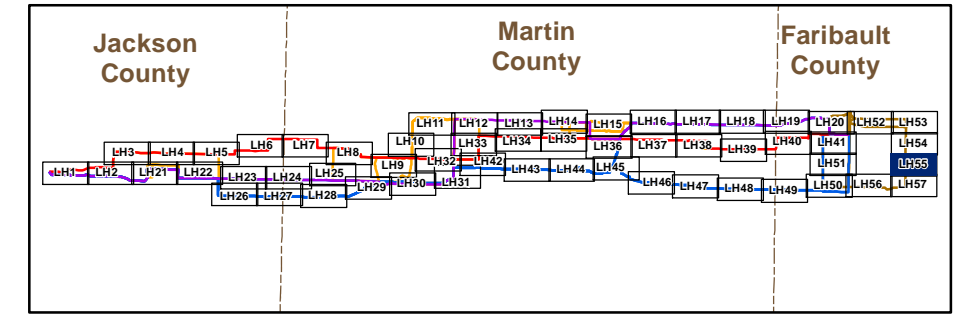 Jackson
County
Martin
County
Faribault
County
LH11 LH12 LH13 LH14 LH15 LH16 LH17 LH18 LH19 LH20 LH52 LH53
LH3 LH4 LH5 LH6 LH7 LH8 LH10 LH33 LH34 LH35 LH36 LH37 LH38 LH39 LH40 LH41 LH54
LH1 LH2 LH21 LH22 LH23 LH24 LH25 LH9 LH32 LH42 LH43 LH44 LH45 LH51 LH55
LH26 LH27 LH28 LH29 LH30 LH31 LH46 LH47 LH48 LH49 LH50 LH56 LH57